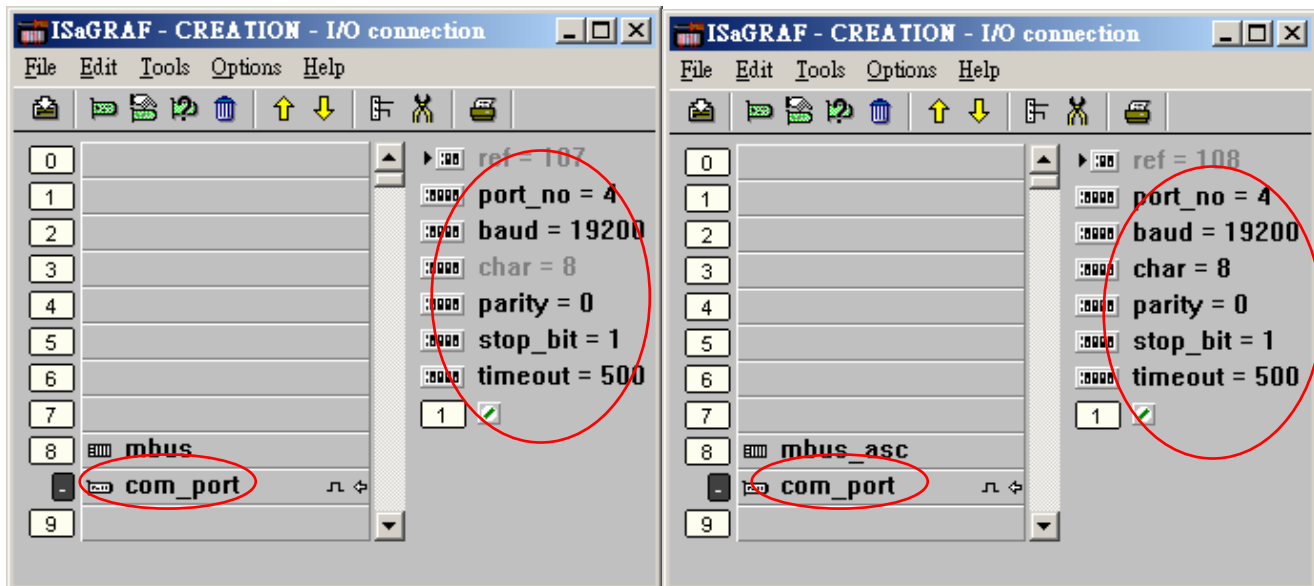 ISaGRAF - CREATION - I/O connection
File Edit Tools Options Help
0
1
2
3
4
5
6
7
8 mbus
- com_port
9
ref = 107
port_no = 4
baud = 19200
char = 8
parity = 0
stop_bit = 1
timeout = 500
1
ISaGRAF - CREATION - I/O connection
File Edit Tools Options Help
0
1
2
3
4
5
6
7
8 mbus_asc
- com_port
9
ref = 108
port_no = 4
baud = 19200
char = 8
parity = 0
stop_bit = 1
timeout = 500
1